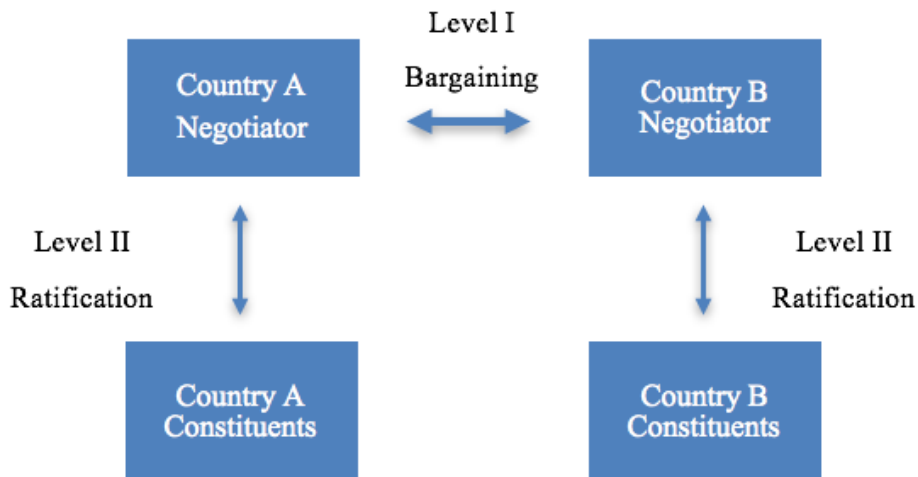 Level I
Bargaining
Country A
Negotiator
Country B
Negotiator
Level II
Ratification
Level II
Ratification
Country A
Constituents
Country B
Constituents